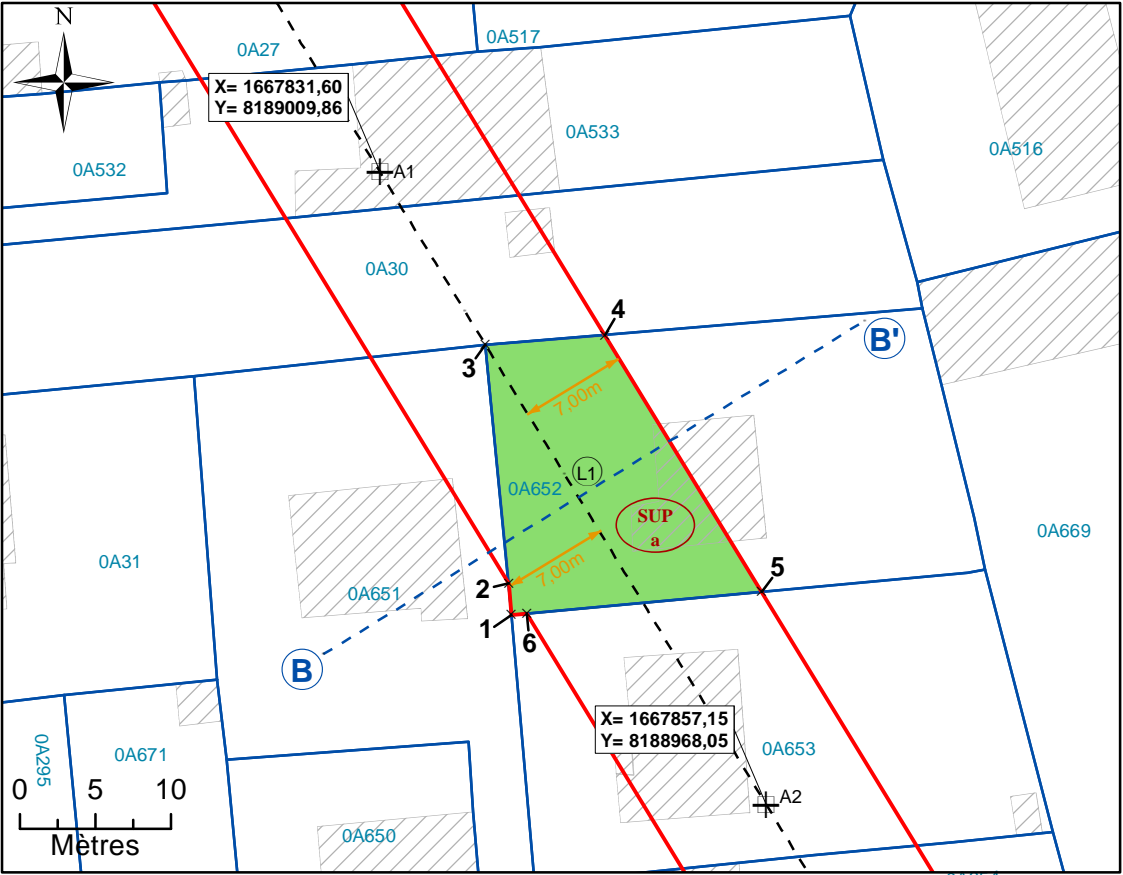 N
0A27
0A517
X= 1667831,60
Y= 8189009,86
0A533
0A516
0A532
A1
0A30
4
B'
3
7,00m
L1
0A652
SUP
a
0A669
0A31
7,00m
5
2
0A651
1
6
B
X= 1667857,15
Y= 8188968,05
0A653
0A295
0A671
A2
0 5 10
Mètres
0A650